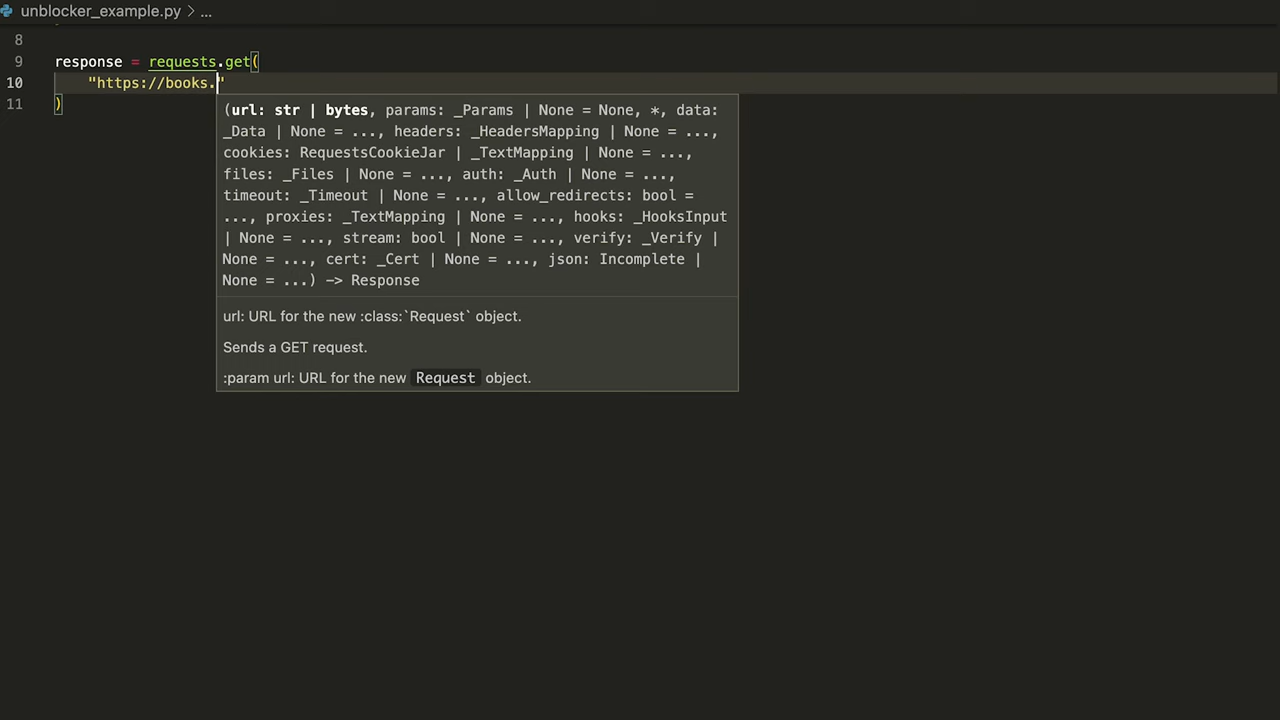 unblocker_example.py > ...
8
9 response = requests.get(
10 "https://books."
11 )
(url: str | bytes, params: _Params | None = None, *, data:
_Data | None = ..., headers: _HeadersMapping | None = ...,
cookies: RequestsCookieJar | _TextMapping | None = ...,
files: _Files | None = ..., auth: _Auth | None = ...,
timeout: _Timeout | None = ..., allow_redirects: bool =
..., proxies: _TextMapping | None = ..., hooks: _HooksInput
| None = ..., stream: bool | None = ..., verify: _Verify |
None = ..., cert: _Cert | None = ..., json: Incomplete |
None = ...) -> Response
url: URL for the new :class:`Request` object.
Sends a GET request.
:param url: URL for the new Request object.